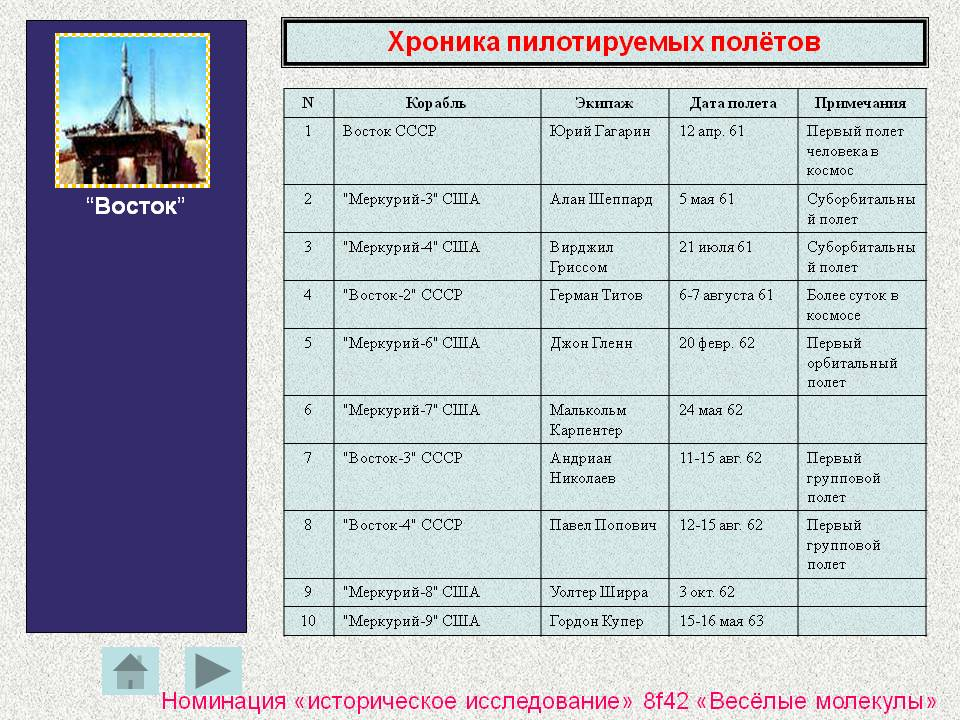 Хроника пилотируемых полётов
“Восток”
N Корабль Экипаж Дата полета Примечания
1 Восток СССР Юрий Гагарин 12 апр. 61 Первый полет
человека в
космос
2 "Меркурий-3" США Алан Шеппард 5 мая 61 Суборбитальны
й полет
3 "Меркурий-4" США Вирджил 21 июля 61 Суборбитальны
Гриссом й полет
4 "Восток-2" СССР Герман Титов 6-7 августа 61 Более суток в
космосе
5 "Меркурий-6" США Джон Гленн 20 февр. 62 Первый
орбитальный
полет
6 "Меркурий-7" США Малькольм 24 мая 62
Карпентер
7 "Восток-3" СССР Андриан 11-15 авг. 62 Первый
Николаев групповой
полет
8 "Восток-4" СССР Павел Попович 12-15 авг. 62 Первый
групповой
полет
9 "Меркурий-8" США Уолтер Ширра 3 окт. 62
10 "Меркурий-9" США Гордон Купер 15-16 мая 63
Номинация «историческое исследование» 8f42 «Весёлые молекулы»